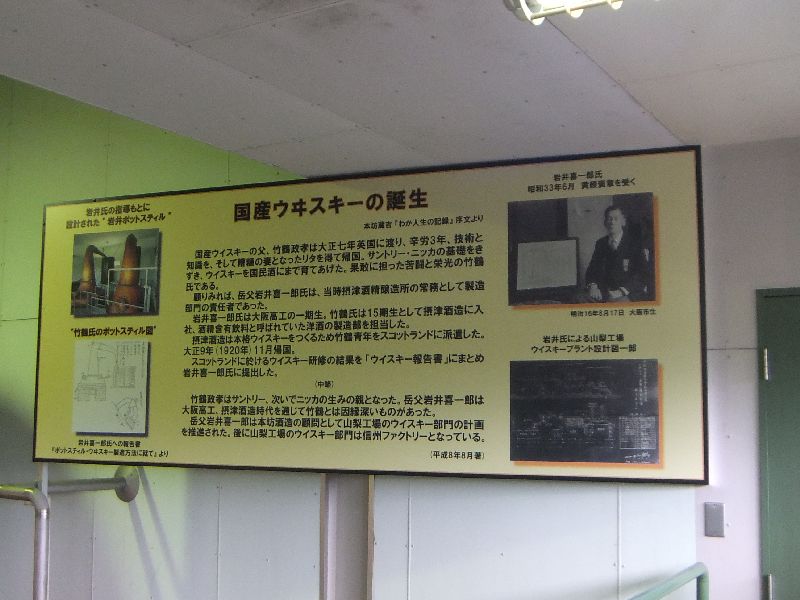 岩井氏の指導もとに
設計された"岩井ポットスティル"
"竹鶴氏のポットスティル図"
岩井喜一郎氏への報告書
『ポットスティル・ウヰスキー製造方法に就て』より
国産ウヰスキーの誕生
本坊蔵吉『わか人生の記録』序文より
国産ウイスキーの父、竹鶴政孝は大正七年英国に渡り、辛労3年、技術と
知識を、そして糟糠の妻となったリタを得て帰国。サントリー・ニッカの基礎をき
ずき、ウイスキーを国民酒にまで育てあげた。果敢に担った苦闘と栄光の竹鶴
氏である。
顧りみれば、岳父岩井喜一郎氏は、当時摂津酒精醸造所の常務として製造
部門の責任者であった。
岩井喜一郎氏は大阪高工の一期生。竹鶴氏は15期生として摂津酒造に入
社、酒精含有飲料と呼ばれていた洋酒の製造部を担当した。
摂津酒造は本格ウイスキーをつくるため竹鶴青年をスコットランドに派遣した。
大正9年(1920年)11月帰国。
スコットランドに於けるウイスキー研修の結果を「ウイスキー報告書」にまとめ
岩井喜一郎氏に提出した。
(中略)
竹鶴政孝はサントリー、次いでニッカの生みの親となった。岳父岩井喜一郎は
大阪高工、摂津酒造時代を通じて竹鶴とは因縁深いものがあった。
岳父岩井喜一郎は本坊酒造の顧問として山梨工場のウイスキー部門の計画
を推進された。後に山梨工場のウイスキー部門は信州ファクトリーとなっている。
(平成8年8月著)
岩井喜一郎氏
昭和33年6月 黄綬褒章を受く
昭和16年8月17日 大阪市仕
岩井氏による山梨工場
ウイスキープラント設計図一部